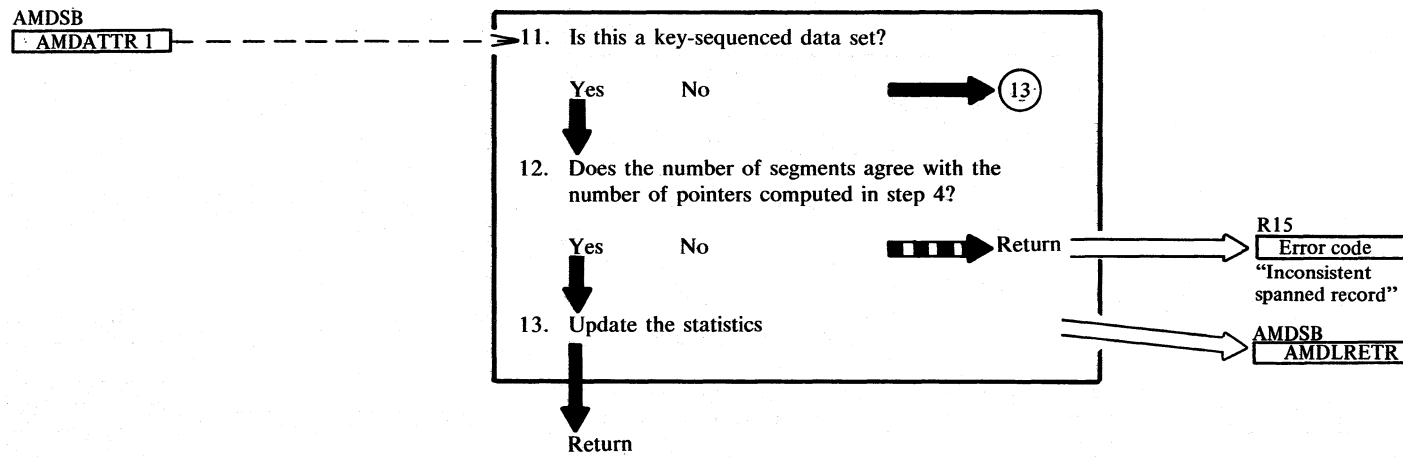 AMDSB
AMDATTR 1
11. Is this a key-sequenced data set?
Yes No 13
12. Does the number of segments agree with the
number of pointers computed in step 4?
Yes No Return
R15
Error code
“Inconsistent
spanned record”
13. Update the statistics
AMDSB
AMDLRETR
Return